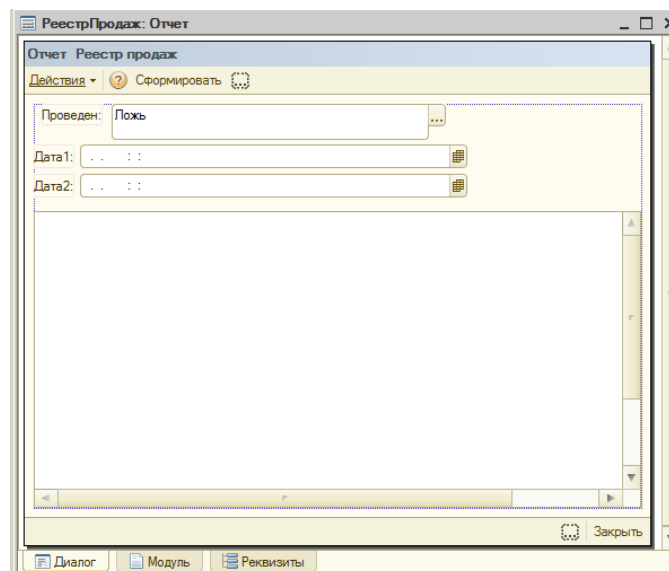 РеестрПродаж: Отчет
Отчет Реестр продаж
Действия ? Сформировать
Проведен: Ложь ...
Дата1: . . : :
Дата2: . . : :
Закрыть
Диалог Модуль Реквизиты